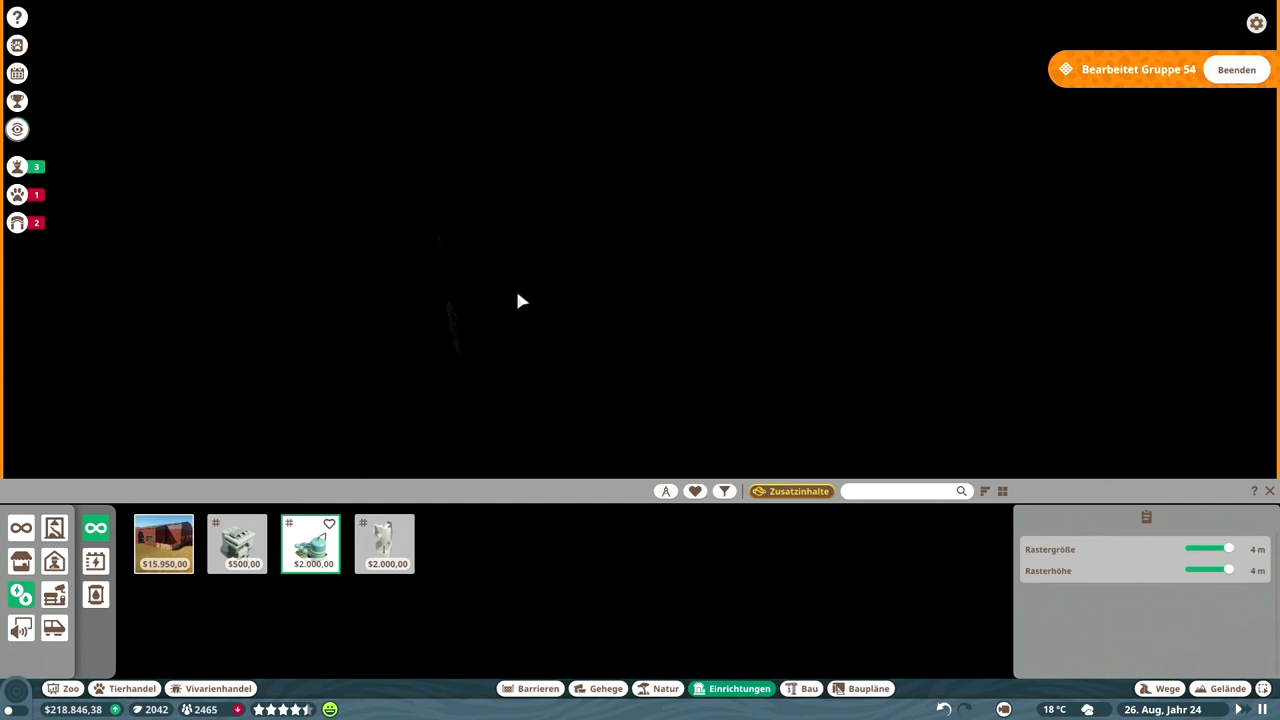 ?
Bearbeitet Gruppe 54
Beenden
3
1
2
Zusatzinhalte
?
$15.950,00
$500,00
$2.000,00
$2.000,00
Rastergröße 4 m
Rasterhöhe 4 m
Zoo
Tierhandel
Vivarienhandel
Barrieren
Gehege
Natur
Einrichtungen
Bau
Baupläne
Wege
Gelände
$218.846,38
2042
2465
18 °C
26. Aug, Jahr 24